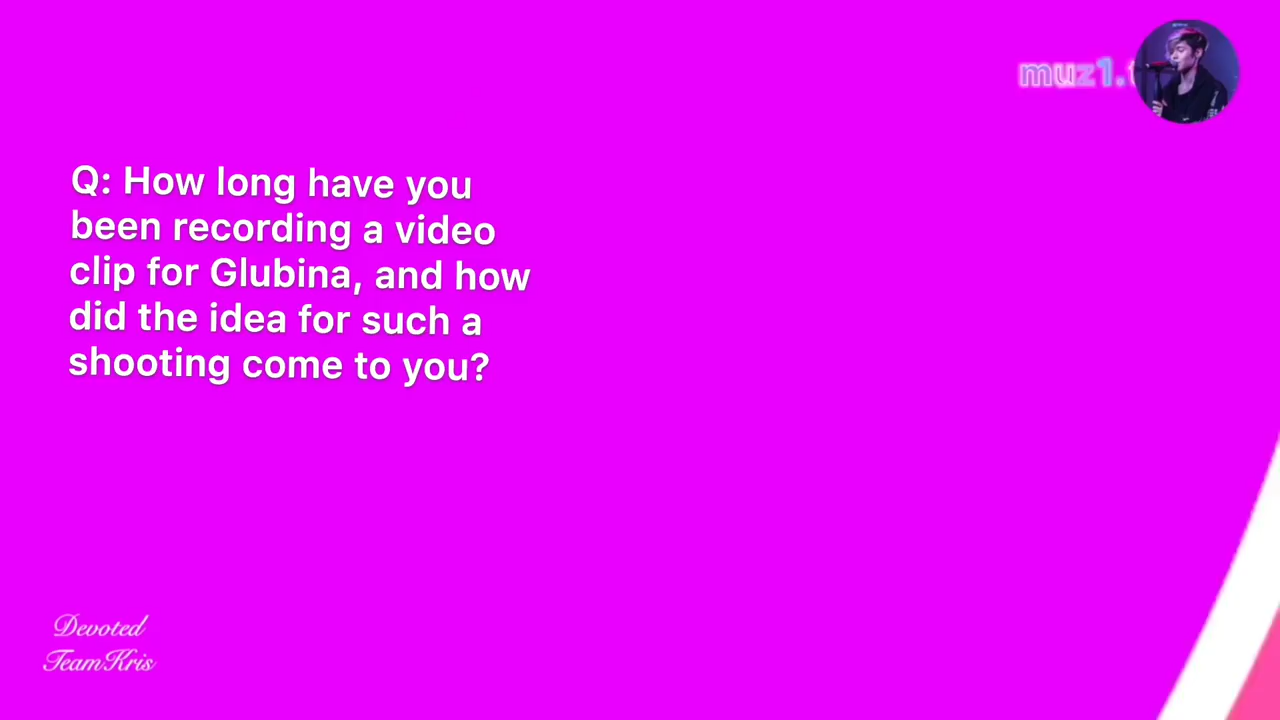 muz1.
Q: How long have you
been recording a video
clip for Glubina, and how
did the idea for such a
shooting come to you?
Devoted
TeamKris